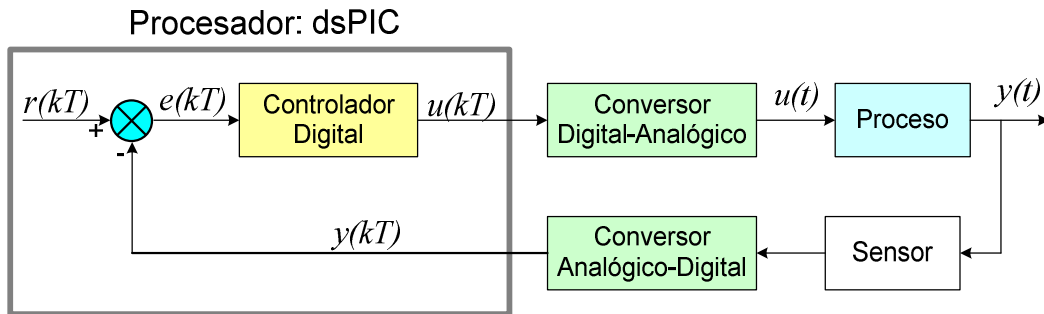 Procesador: dsPIC
r(kT)
+
-
e(kT)
Controlador
Digital
u(kT)
Conversor
Digital-Analógico
u(t)
Proceso
y(t)
y(kT)
Conversor
Analógico-Digital
Sensor